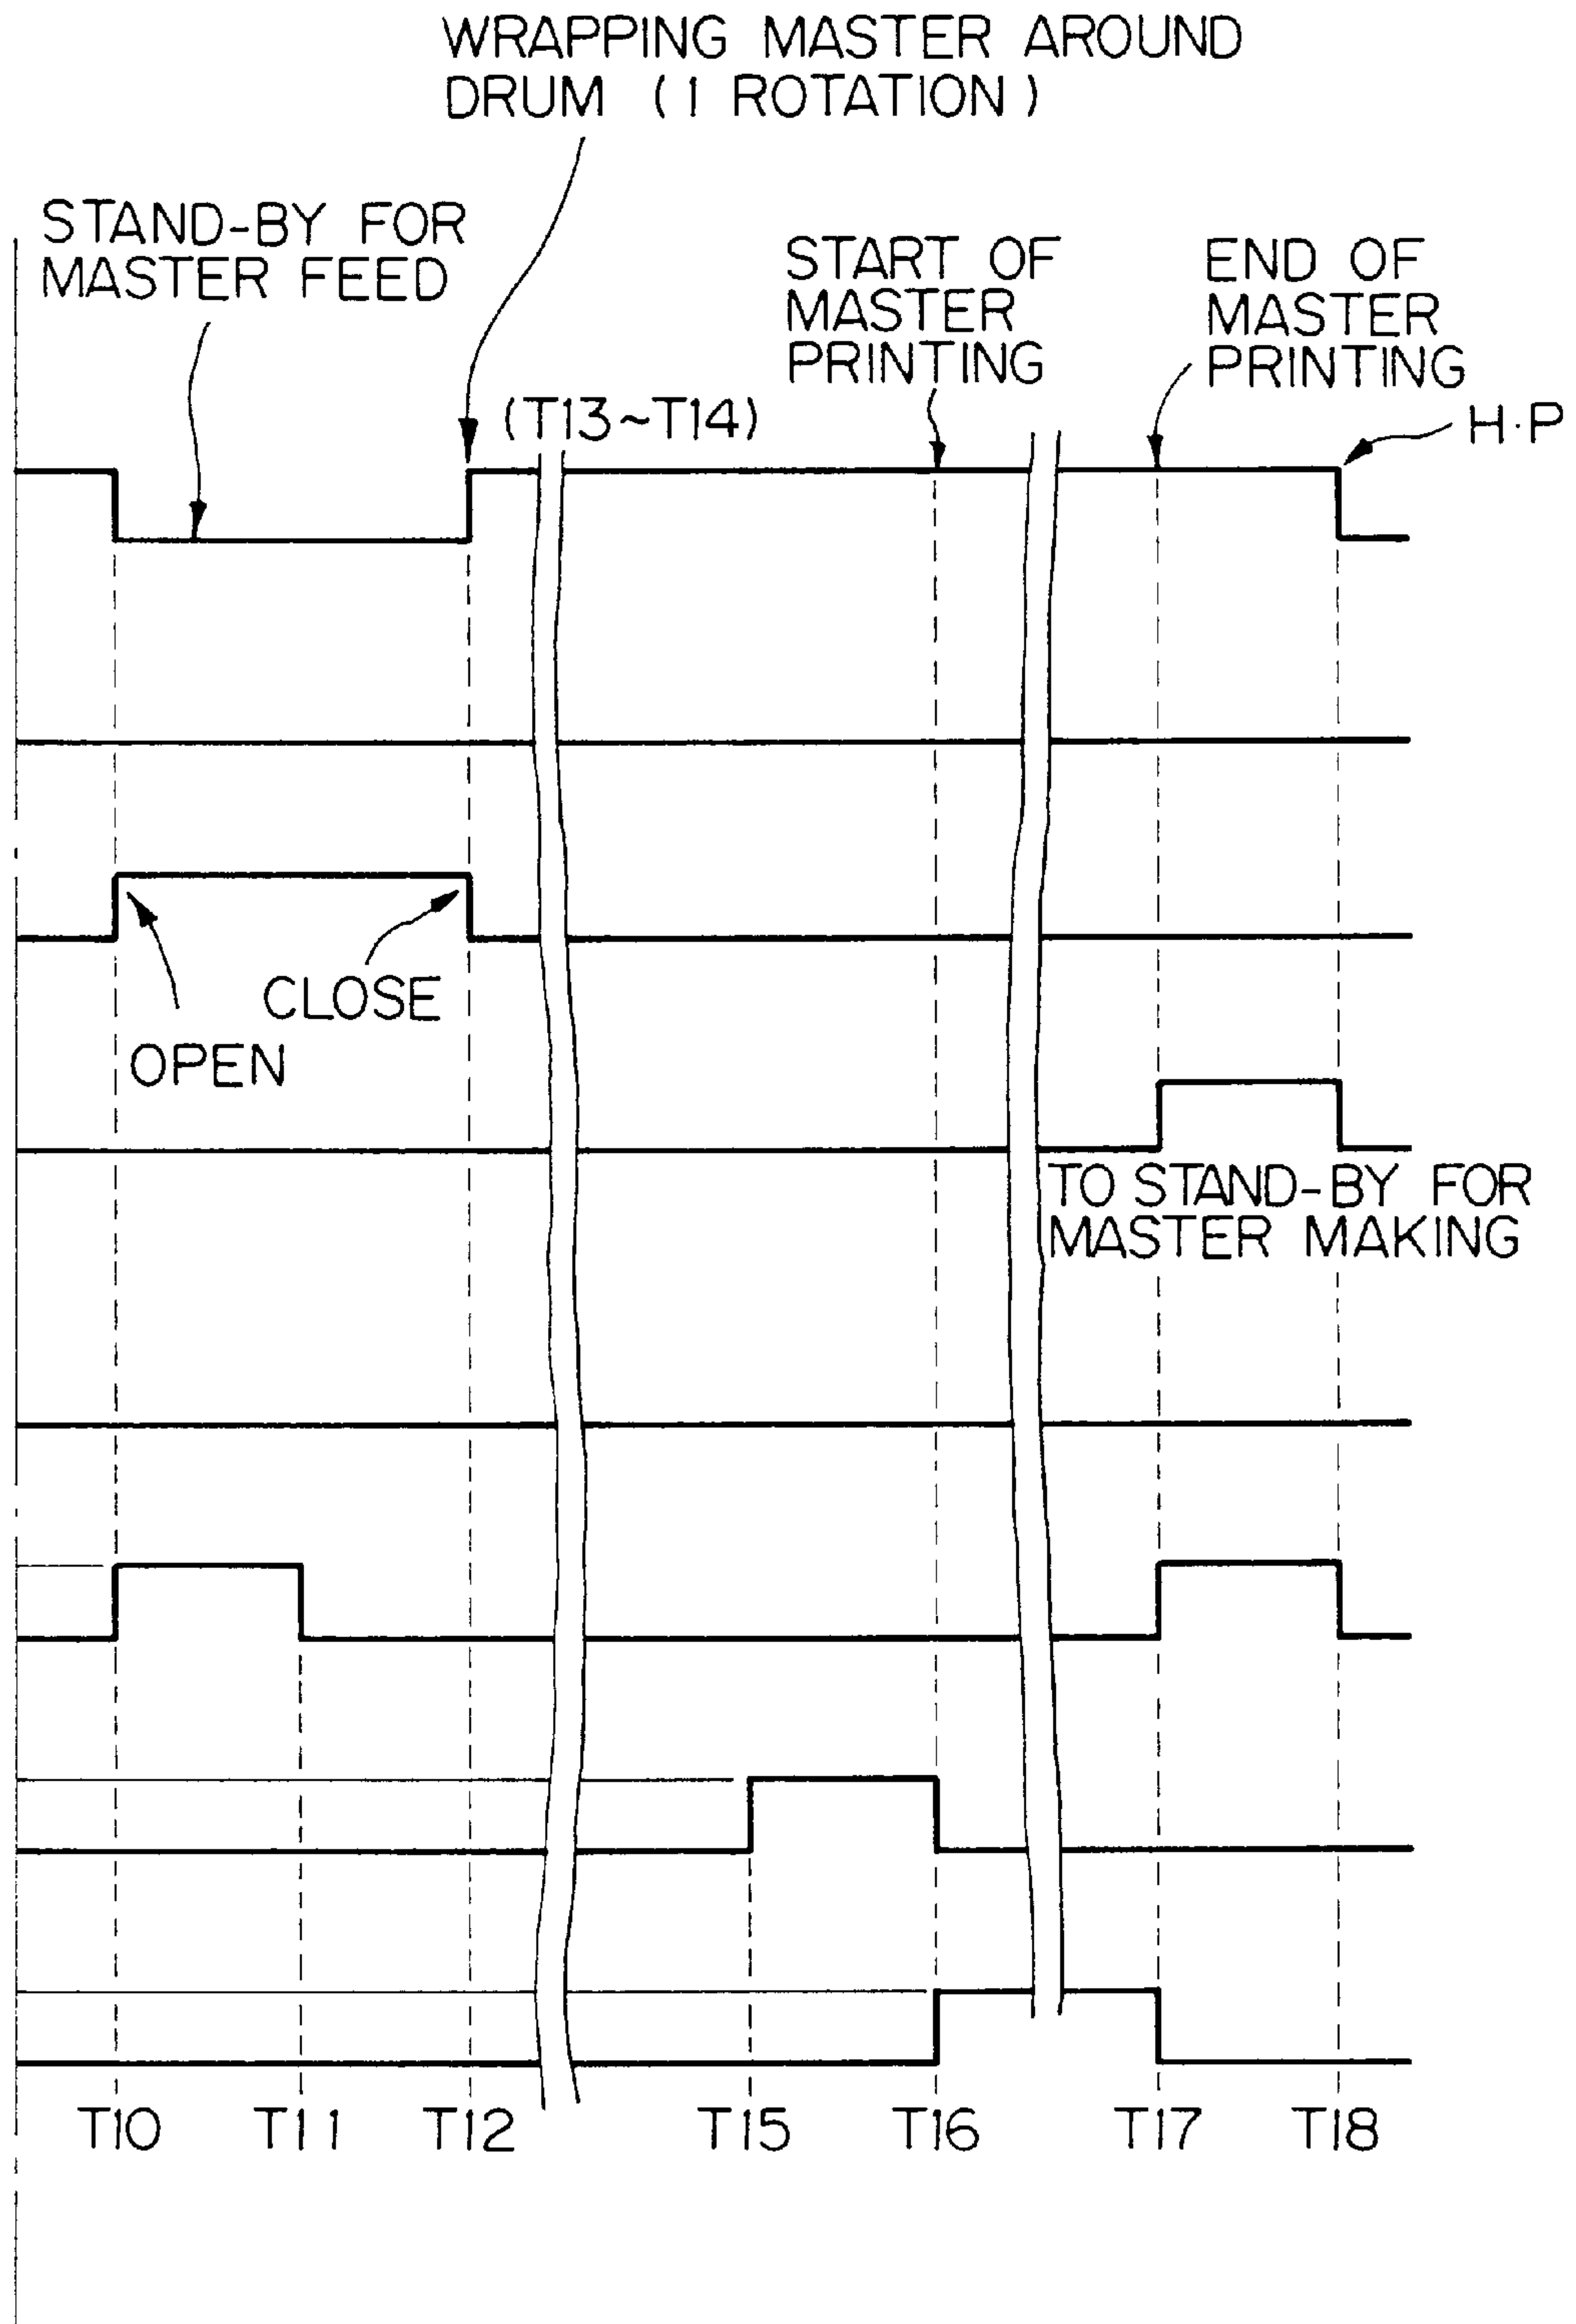 WRAPPING MASTER AROUND
DRUM (1 ROTATION)
STAND-BY FOR
MASTER FEED
START OF
MASTER
PRINTING
END OF
MASTER
PRINTING
(T13~T14)
H·P
CLOSE
OPEN
TO STAND-BY FOR
MASTER MAKING
T10 T11 T12 T15 T16 T17 T18